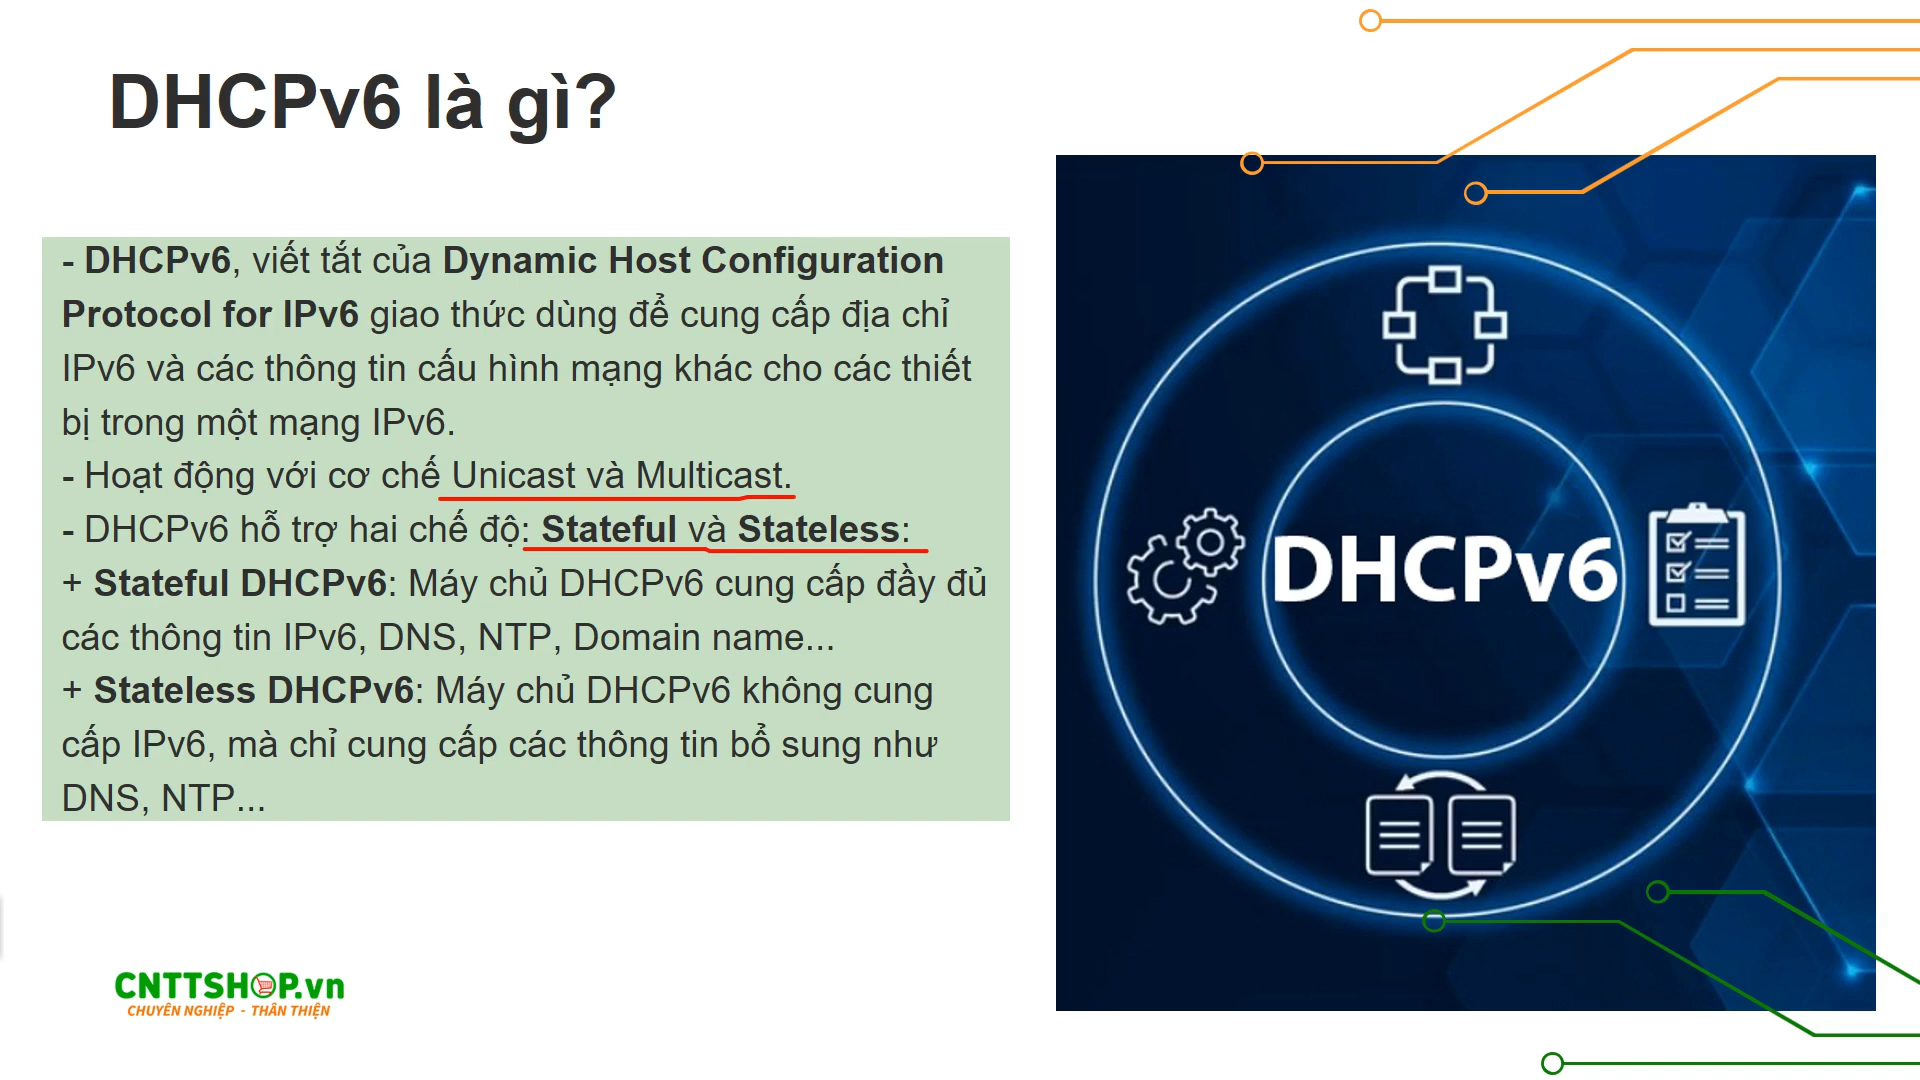 DHCPv6 là gì?
- DHCPv6, viết tắt của Dynamic Host Configuration
Protocol for IPv6 giao thức dùng để cung cấp địa chỉ
IPv6 và các thông tin cấu hình mạng khác cho các thiết
bị trong một mạng IPv6.
- Hoạt động với cơ chế Unicast và Multicast.
- DHCPv6 hỗ trợ hai chế độ: Stateful và Stateless:
+ Stateful DHCPv6: Máy chủ DHCPv6 cung cấp đầy đủ
các thông tin IPv6, DNS, NTP, Domain name...
+ Stateless DHCPv6: Máy chủ DHCPv6 không cung
cấp IPv6, mà chỉ cung cấp các thông tin bổ sung như
DNS, NTP...
DHCPv6
CNTTSHOP.vn
CHUYÊN NGHIỆP - THÂN THIỆN